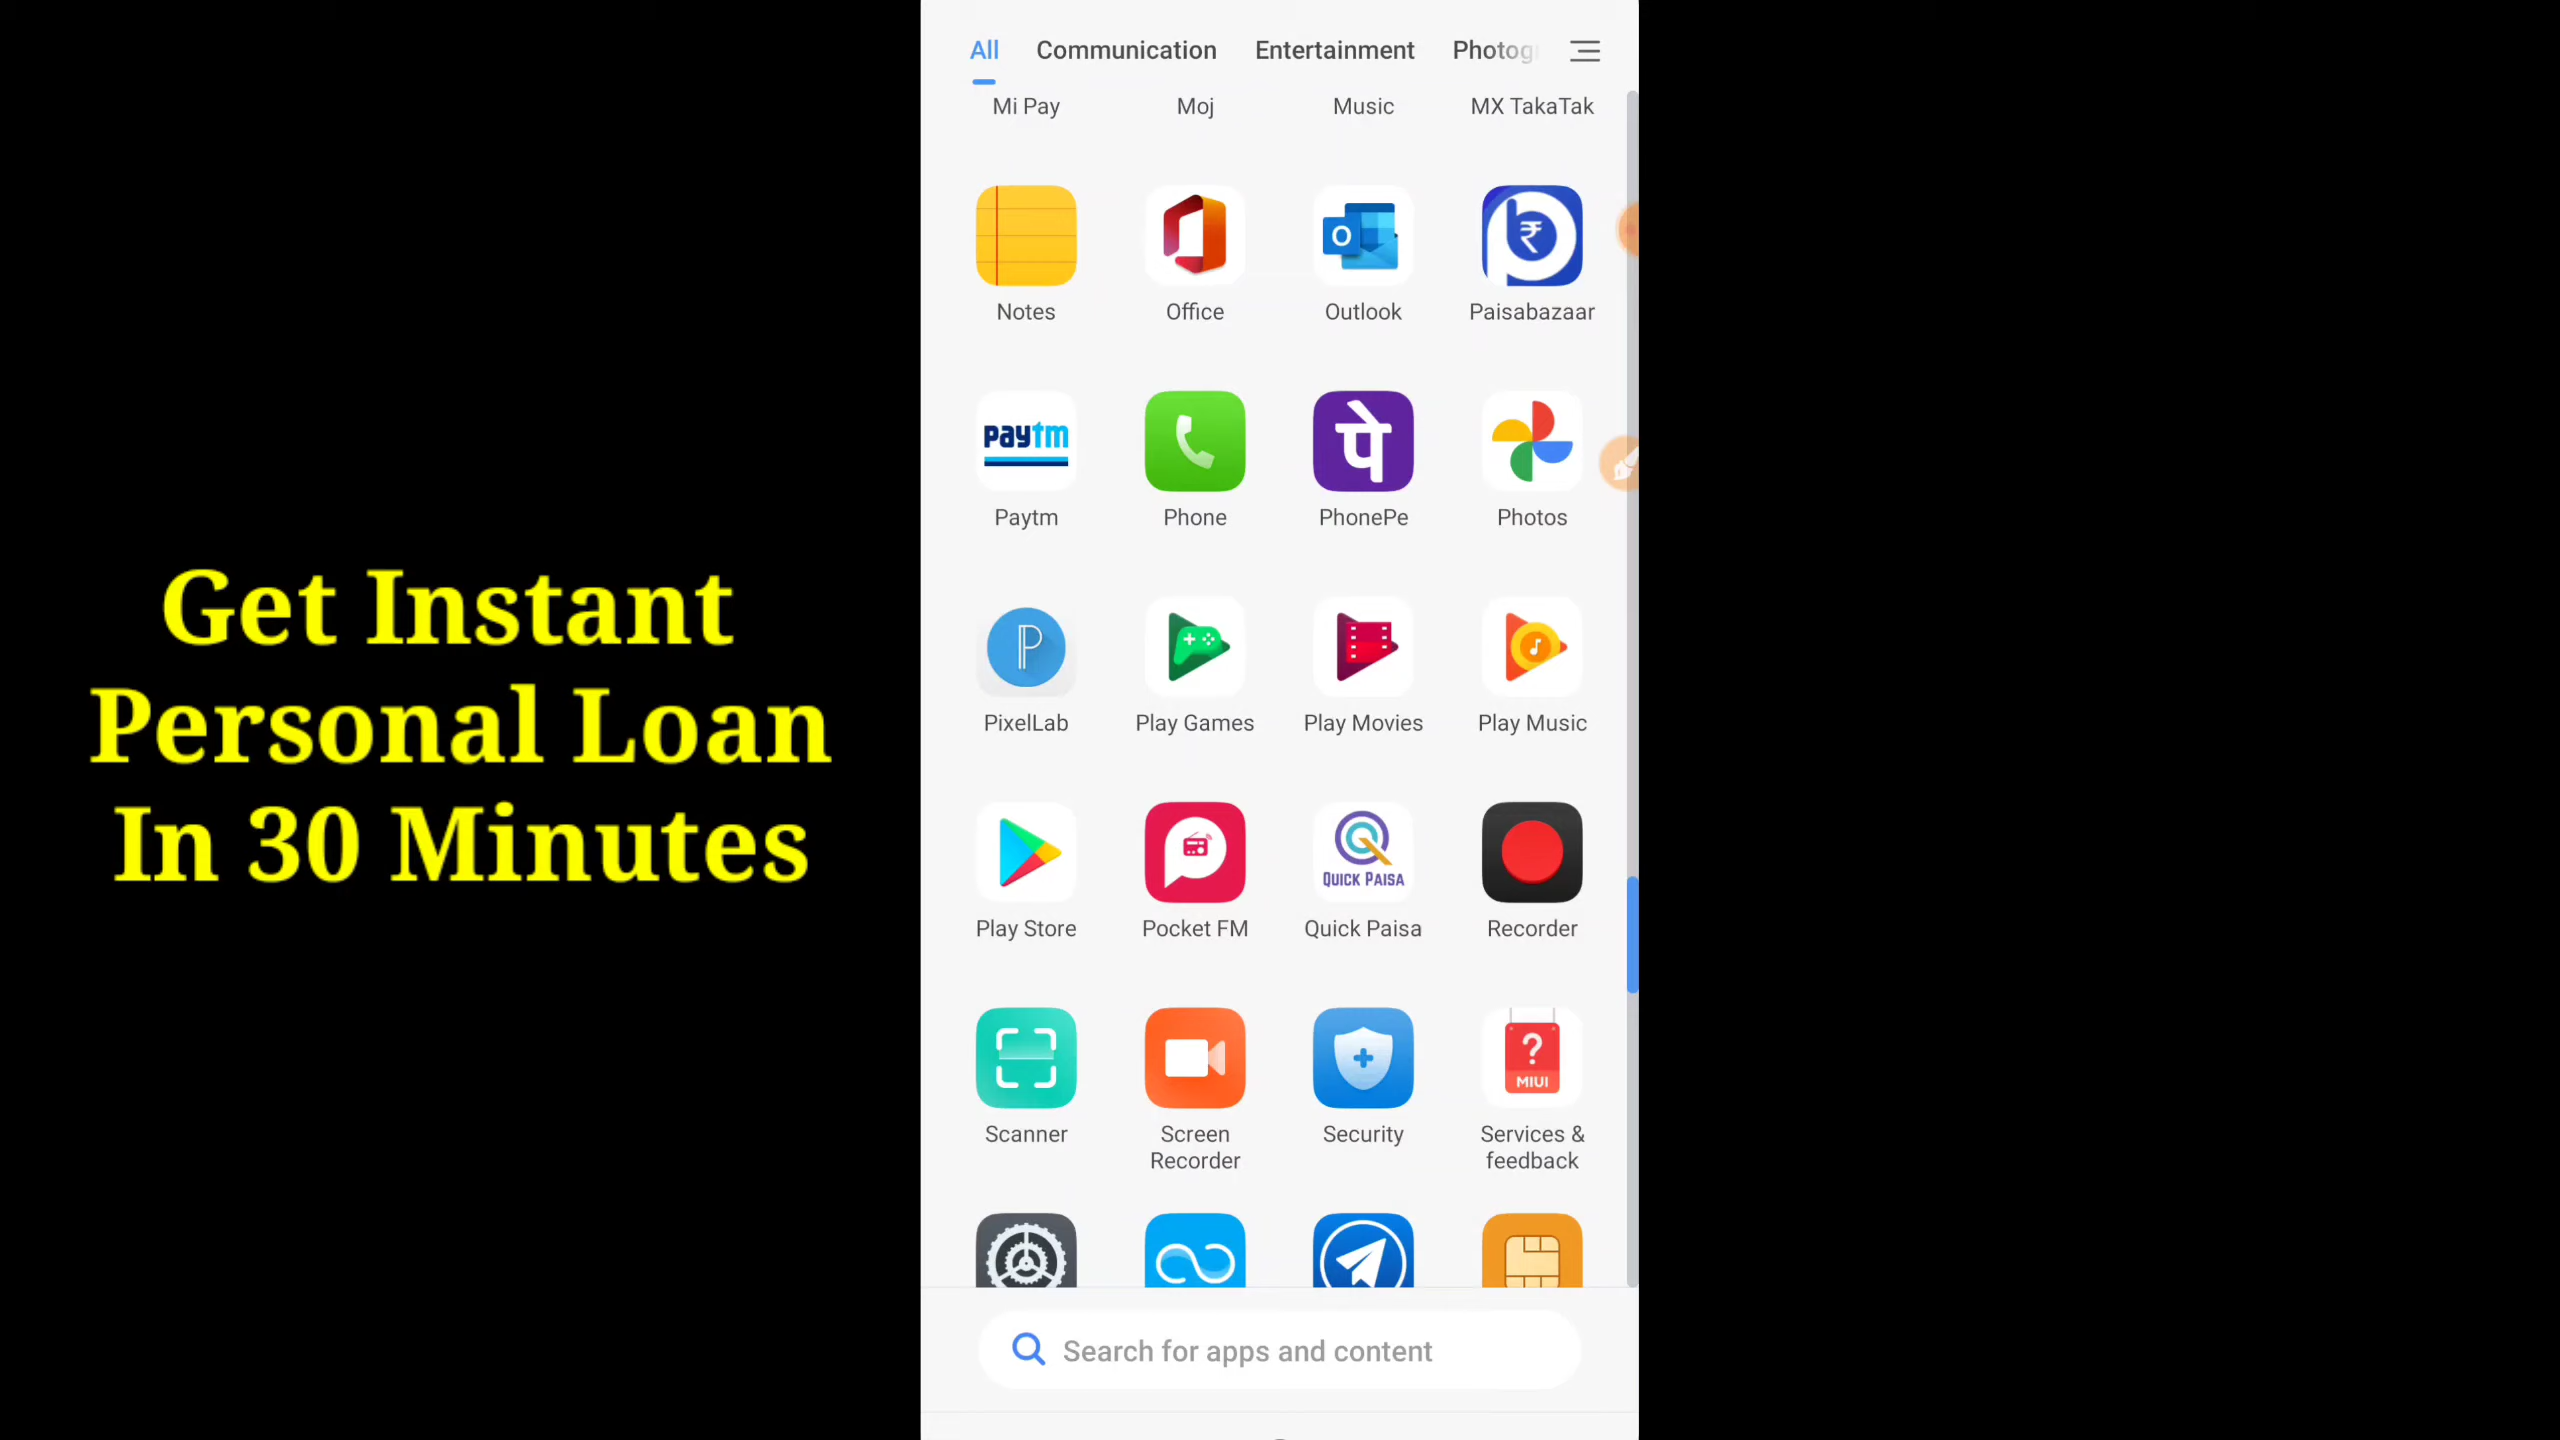 Get Instant
Personal Loan
In 30 Minutes
All Communication Entertainment Photog
Mi Pay Moj Music MX TakaTak
Notes Office Outlook Paisabazaar
paytm पे
Paytm Phone PhonePe Photos
PixelLab Play Games Play Movies Play Music
QUICK PAISA
Play Store Pocket FM Quick Paisa Recorder
?
MIUI
Scanner Screen Recorder Security Services & feedback
Search for apps and content